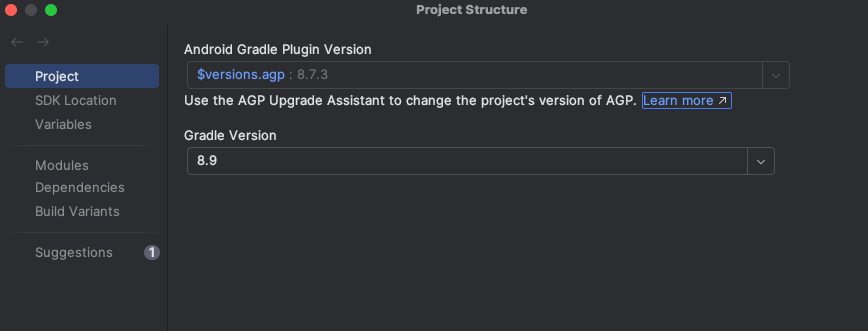 Project Structure
Project
SDK Location
Variables
Modules
Dependencies
Build Variants
Suggestions 1
Android Gradle Plugin Version
$versions.agp : 8.7.3
Use the AGP Upgrade Assistant to change the project's version of AGP. Learn more ↗
Gradle Version
8.9